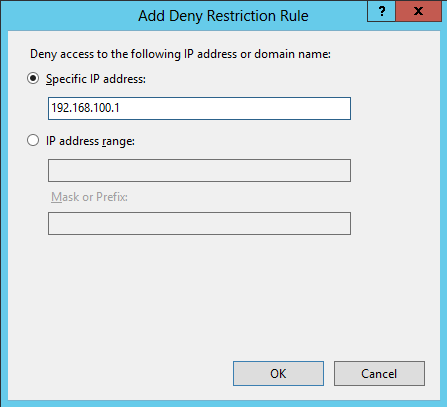 Add Deny Restriction Rule
? X
Deny access to the following IP address or domain name:
Specific IP address:
192.168.100.1
IP address range:
Mask or Prefix:
OK Cancel